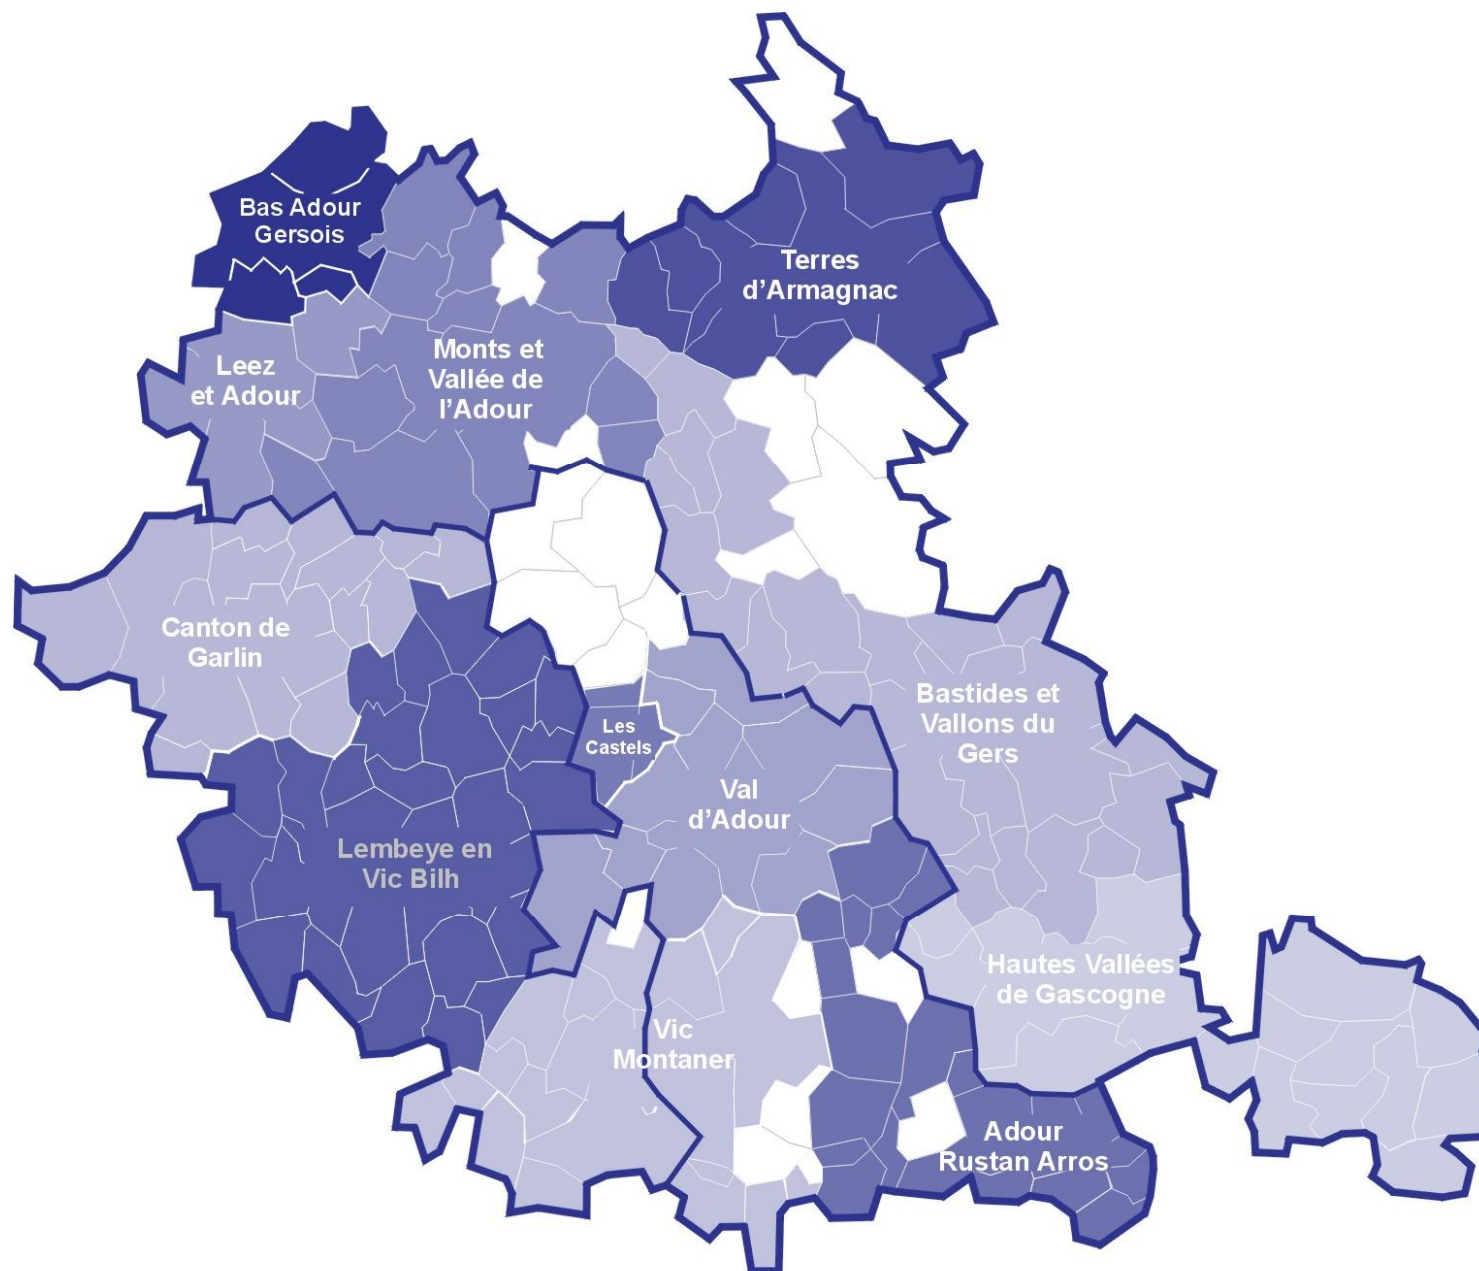 Bas Adour
Gersois
Terres
d'Armagnac
Leez
et Adour
Monts et
Vallée de
l'Adour
Canton de
Garlin
Bastides et
Vallons du
Gers
Les
Castels
Val
d'Adour
Lembeye en
Vic Bilh
Hautes Vallées
de Gascogne
Vic
Montaner
Adour
Rustan Arros